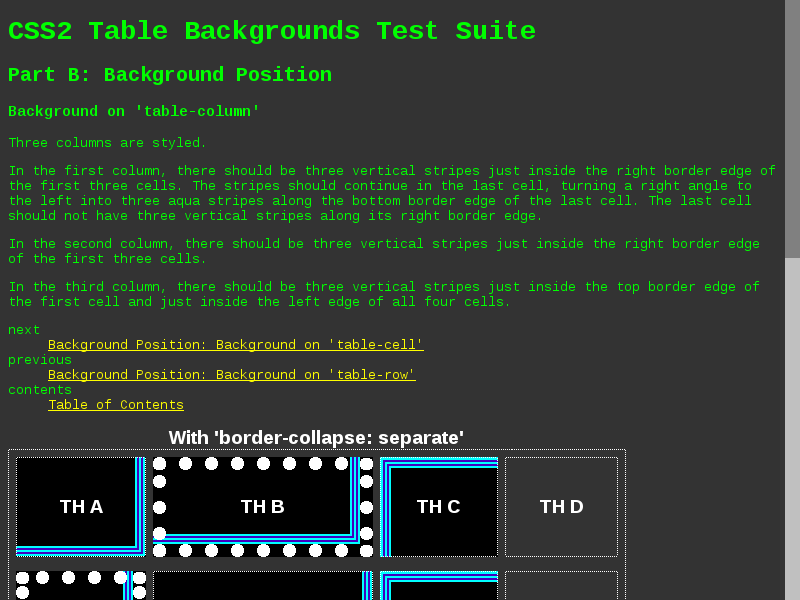 CSS2 Table Backgrounds Test Suite
Part B: Background Position
Background on 'table-column'
Three columns are styled.
In the first column, there should be three vertical stripes just inside the right border edge of
the first three cells. The stripes should continue in the last cell, turning a right angle to
the left into three aqua stripes along the bottom border edge of the last cell. The last cell
should not have three vertical stripes along its right border edge.
In the second column, there should be three vertical stripes just inside the right border edge
of the first three cells.
In the third column, there should be three vertical stripes just inside the top border edge of
the first cell and just inside the left edge of all four cells.
next
Background Position: Background on 'table-cell'
previous
Background Position: Background on 'table-row'
contents
Table of Contents
With 'border-collapse: separate'
TH A TH B TH C TH D